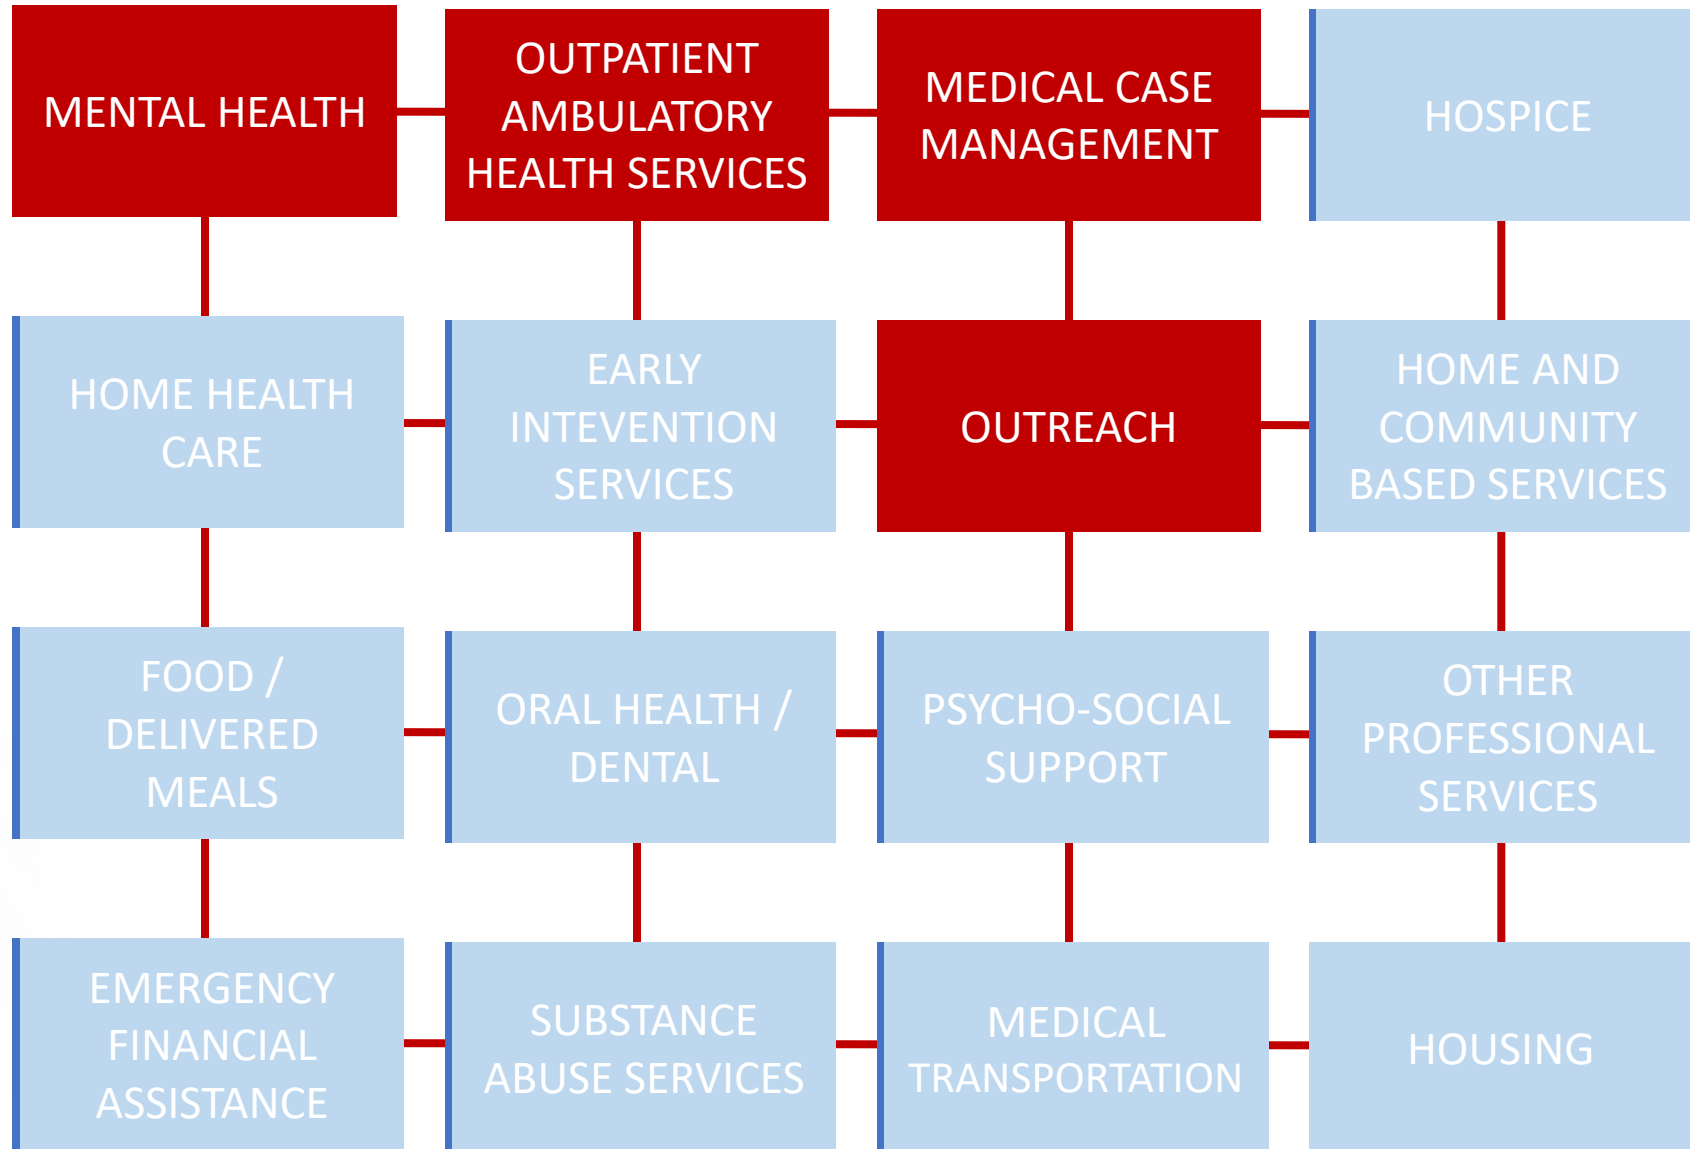 MENTAL HEALTH
OUTPATIENT
AMBULATORY
HEALTH SERVICES
MEDICAL CASE
MANAGEMENT
HOSPICE
HOME HEALTH
CARE
EARLY
INTEVENTION
SERVICES
OUTREACH
HOME AND
COMMUNITY
BASED SERVICES
FOOD /
DELIVERED
MEALS
ORAL HEALTH /
DENTAL
PSYCHO-SOCIAL
SUPPORT
OTHER
PROFESSIONAL
SERVICES
EMERGENCY
FINANCIAL
ASSISTANCE
SUBSTANCE
ABUSE SERVICES
MEDICAL
TRANSPORTATION
HOUSING